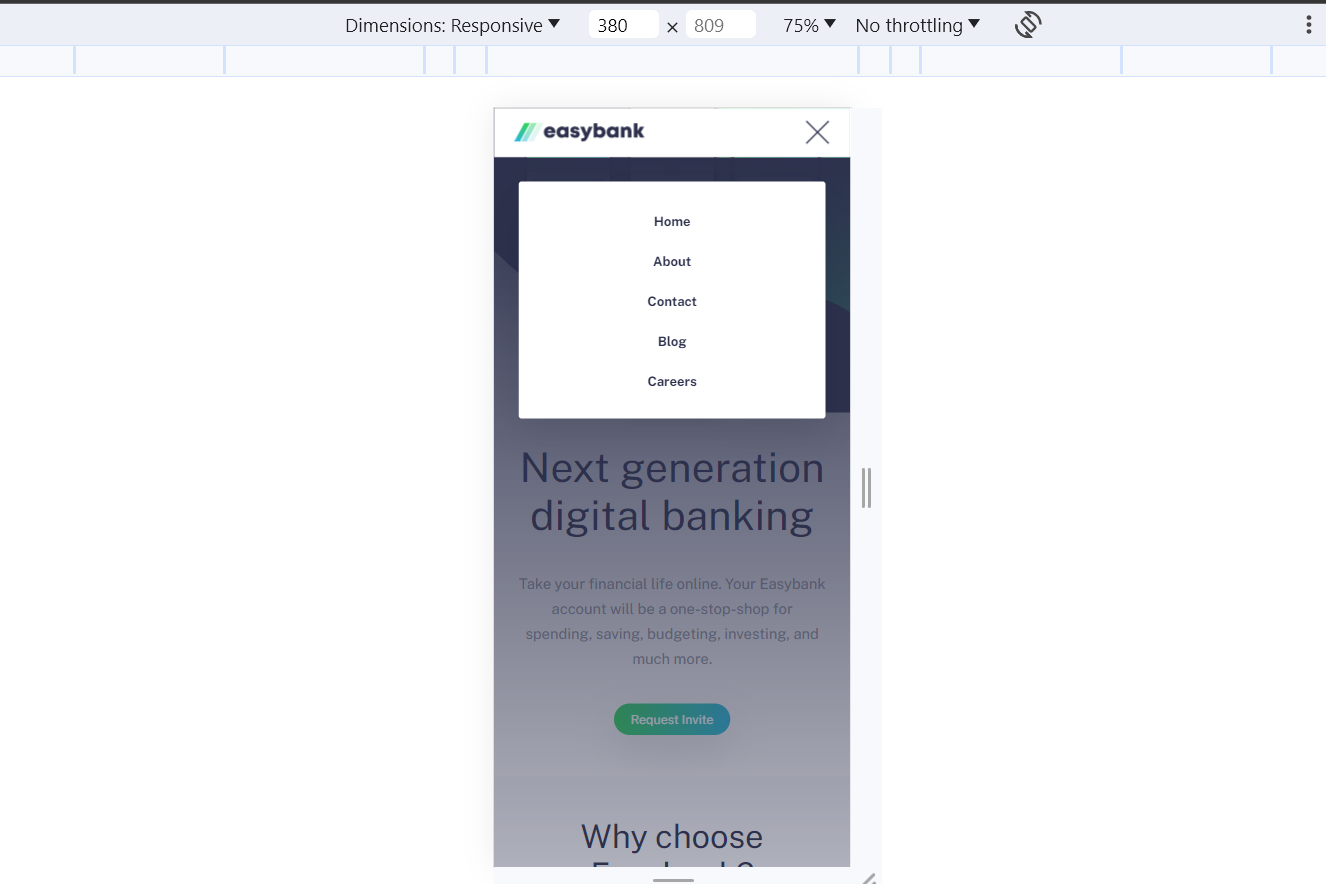 Dimensions: Responsive 380 × 809 75% No throttling
easybank
Home
About
Contact
Blog
Careers
Next generation
digital banking
Take your financial life online. Your Easybank
account will be a one-stop-shop for
spending, saving, budgeting, investing, and
much more.
Request Invite
Why choose